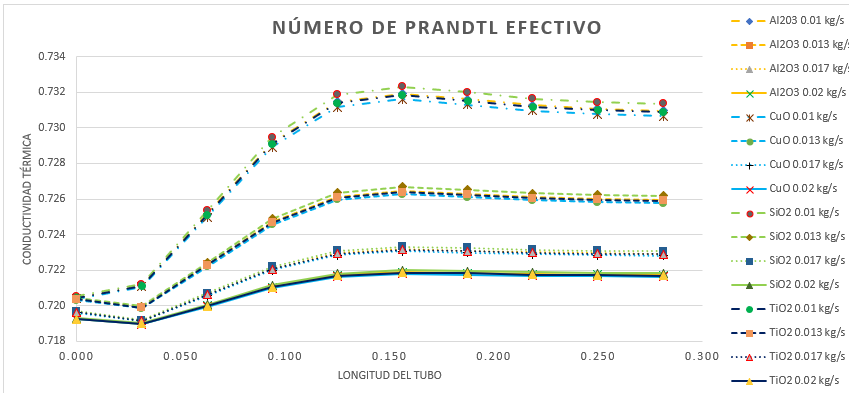 NÚMERO DE PRANDTL EFECTIVO
CONDUCTIVIDAD TÉRMICA
0.734
0.732
0.730
0.728
0.726
0.724
0.722
0.720
0.718
0.000
0.050
0.100
0.150
0.200
0.250
0.300
LONGITUD DEL TUBO
Al2O3 0.01 kg/s
Al2O3 0.013 kg/s
Al2O3 0.017 kg/s
Al2O3 0.02 kg/s
CuO 0.01 kg/s
CuO 0.013 kg/s
CuO 0.017 kg/s
CuO 0.02 kg/s
SiO2 0.01 kg/s
SiO2 0.013 kg/s
SiO2 0.017 kg/s
SiO2 0.02 kg/s
TiO2 0.01 kg/s
TiO2 0.013 kg/s
TiO2 0.017 kg/s
TiO2 0.02 kg/s